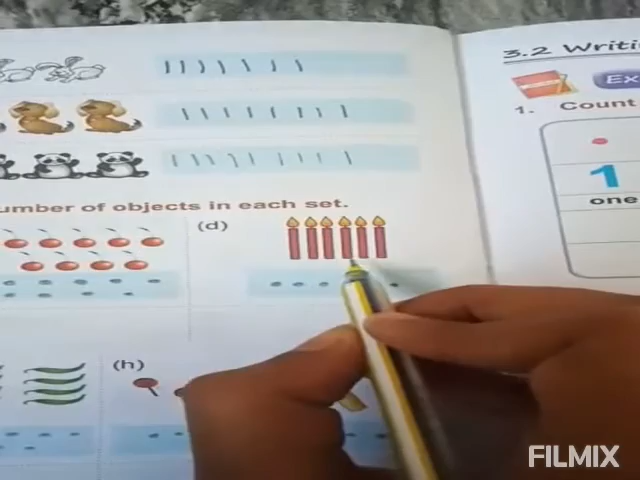 3.2 Writi
Ex
1. Count
1
one
umber of objects in each set.
(d)
(h)
FILMIX